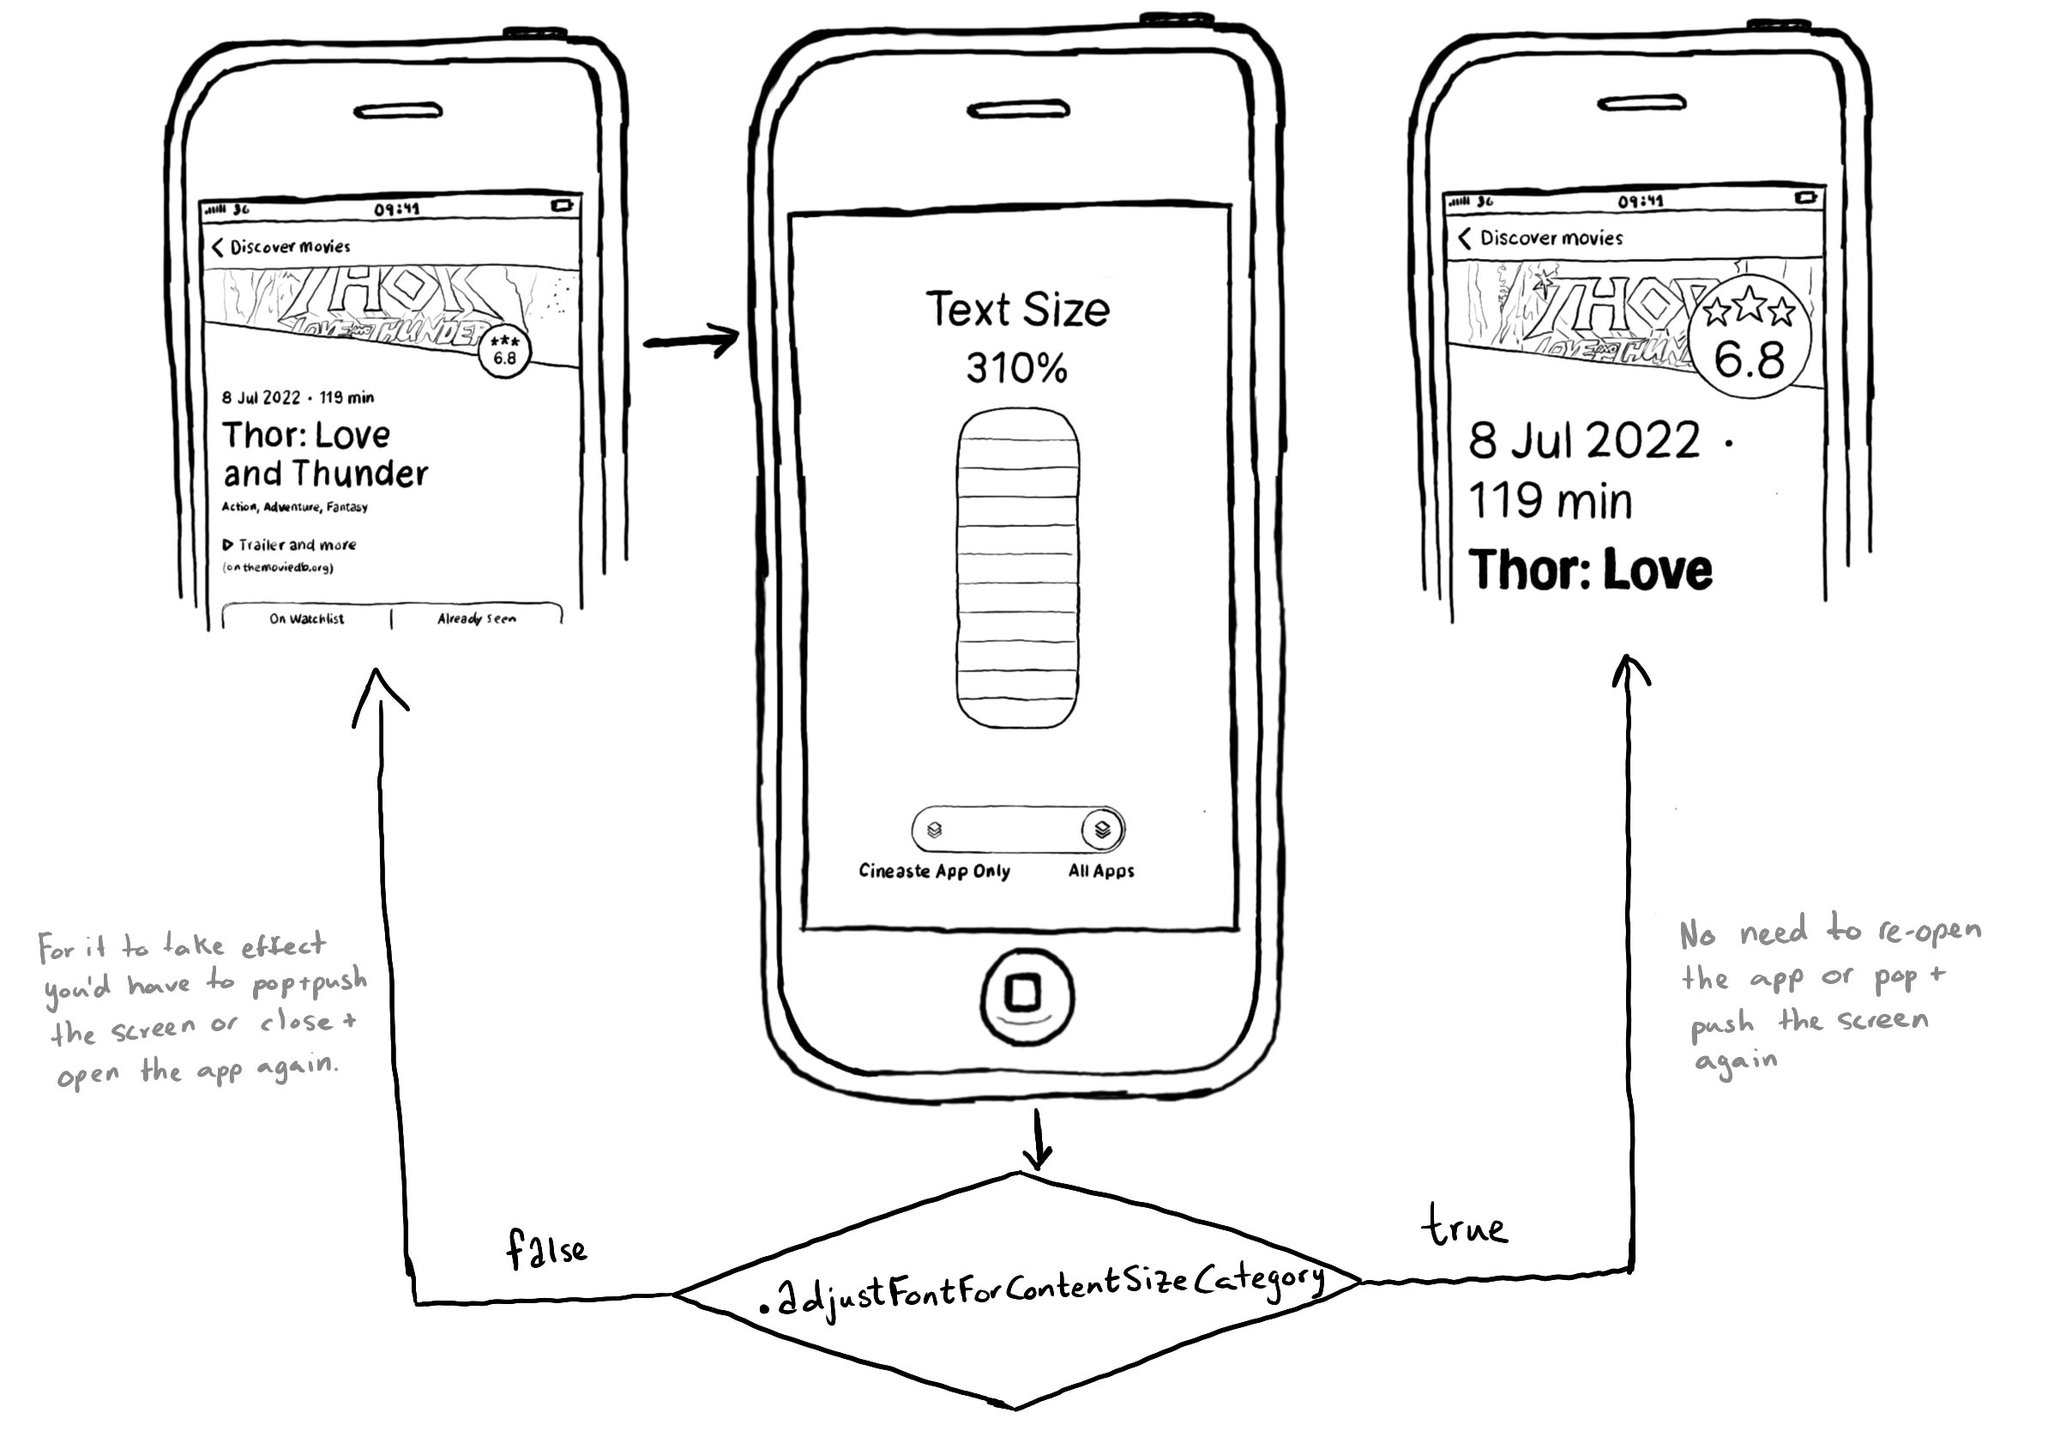 3G 09:41
Discover movies
THOR
LOVE AND THUNDER
6.8
8 Jul 2022 · 119 min
Thor: Love
and Thunder
Action, Adventure, Fantasy
Trailer and more
(on themoviedb.org)
On Watchlist Already Seen
Text Size
310%
Cineaste App Only All Apps
3G 09:41
Discover movies
THOR
LOVE AND THUN
6.8
8 Jul 2022 ·
119 min
Thor: Love
For it to take effect
you'd have to pop+push
the screen or close+
open the app again.
No need to re-open
the app or pop+
push the screen
again
false
true
.adjustFontForContentSizeCategory